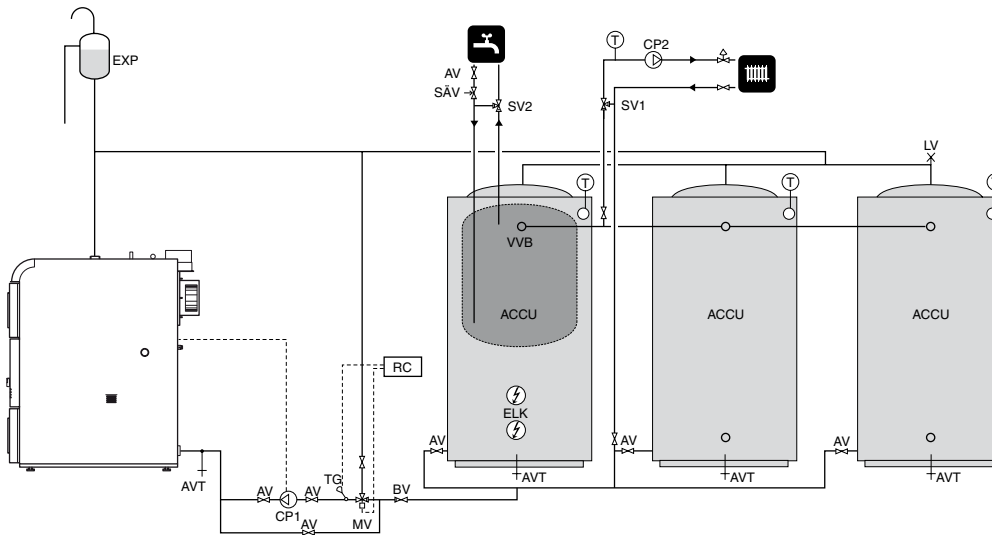 EXP
AV
SÄV
SV2
T
CP2
SV1
LV
T
T
T
VVB
ACCU
ACCU
ACCU
RC
ELK
AV
AV
AV
AVT
AVT
AVT
AVT
TG
AV
AV
BV
CP1
AV
MV